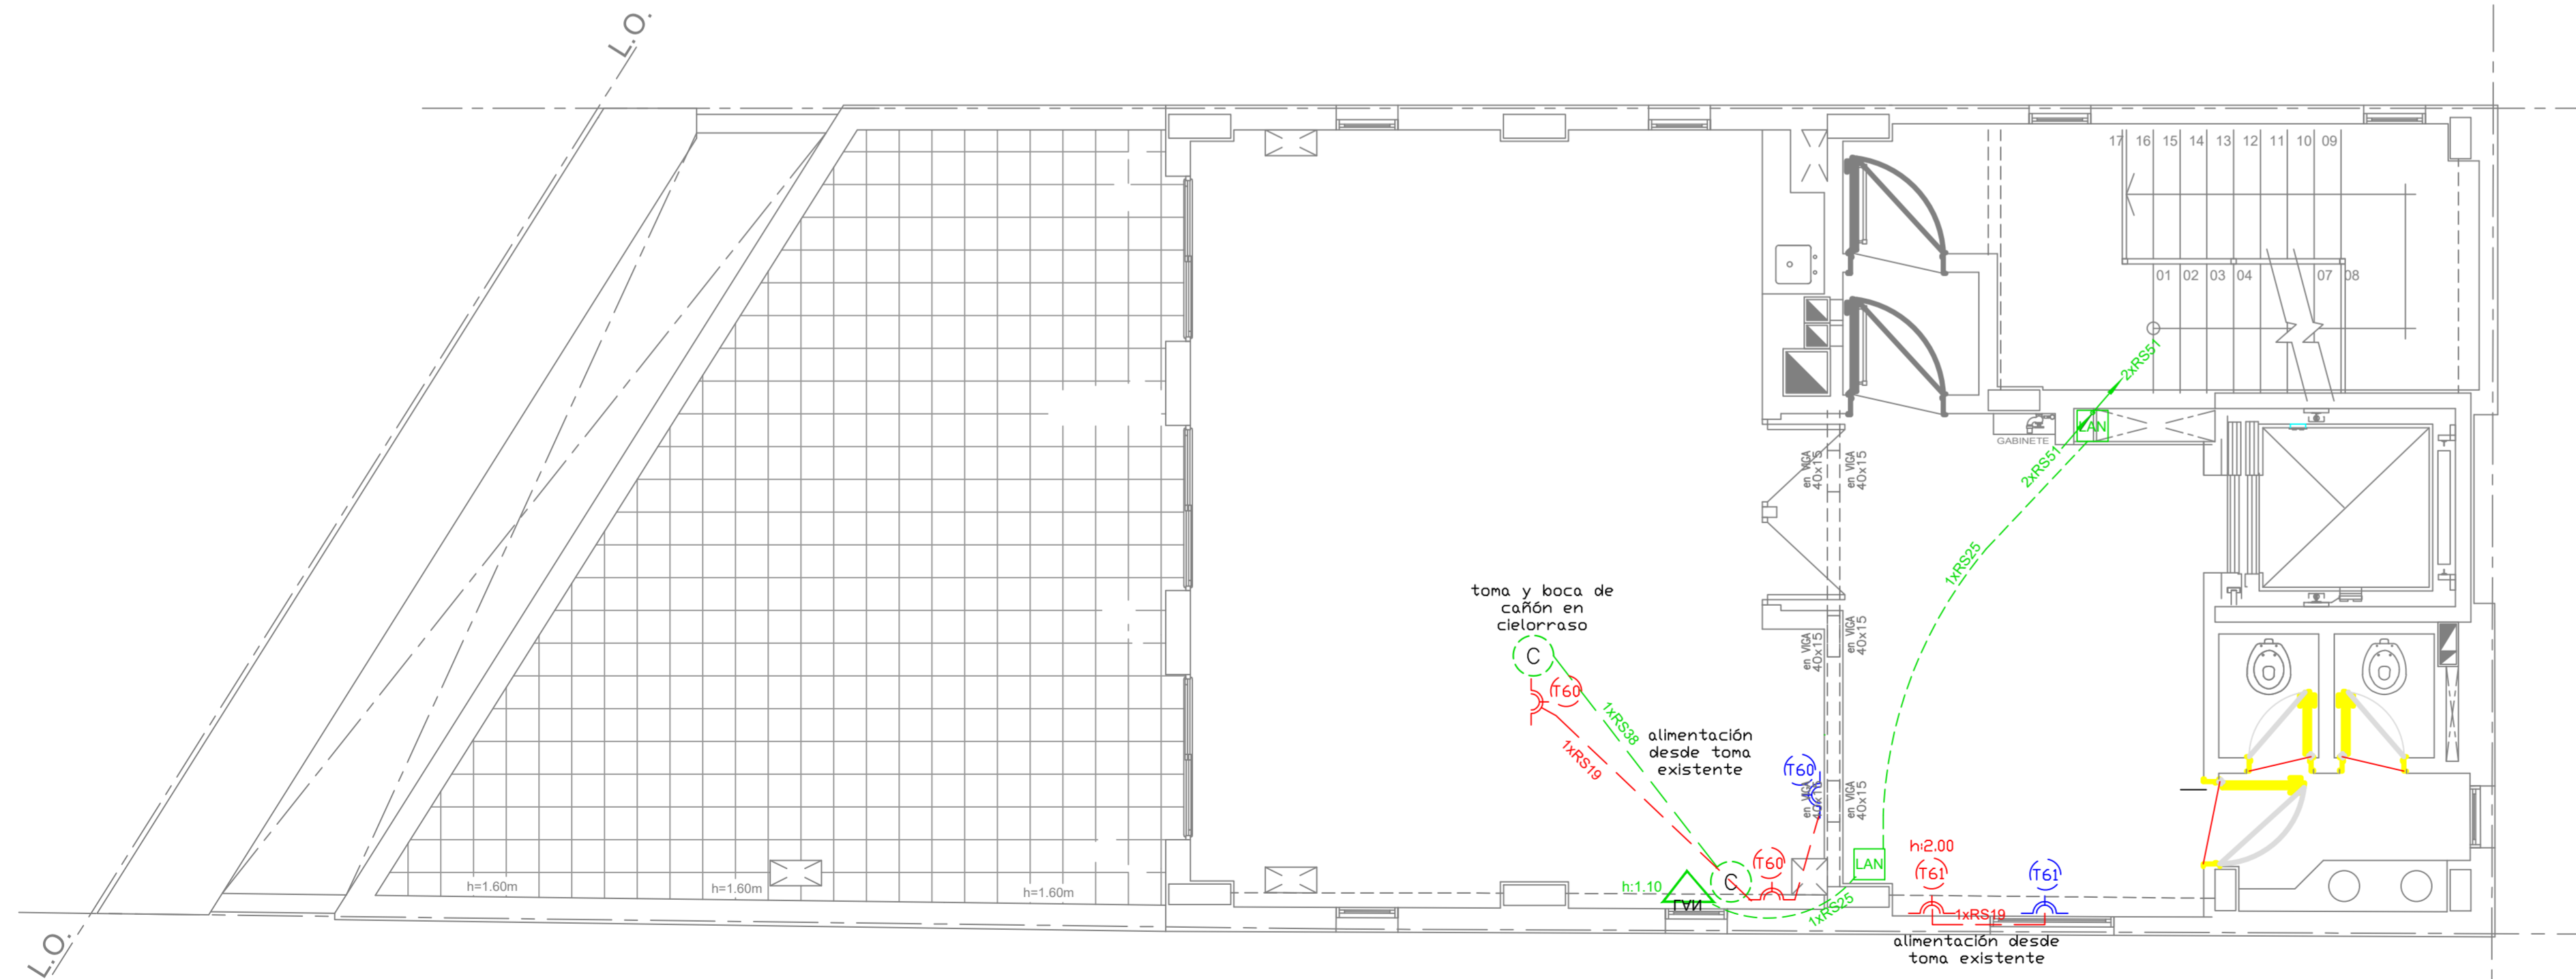 L.O.
17 16 15 14 13 12 11 10 09
01 02 03 04 07 08
2xRS51
LAN
GABINETE
2xRS51
en VIGA
40x15
en VIGA
40x15
1xRS25
toma y boca de
cañón en
cielorraso
C
(T60)
en VIGA
40x15
en VIGA
40x15
1xRS38
1xRS19
alimentación
desde toma
existente
(T60)
en VIGA
40x15
en VIGA
40x15
h=1.60m
h=1.60m
h=1.60m
h:1.10
LAN
C
(T60)
1xRS25
LAN
h:2.00
(T61)
(T61)
1xRS19
alimentación desde
toma existente
L.O.